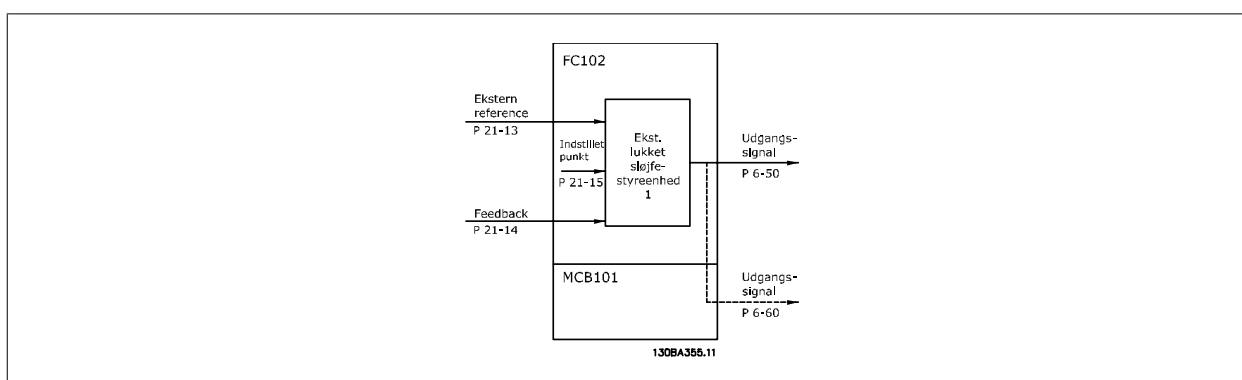 FC102
Ekstern
reference
P 21-13
Indstillet
punkt
P 21-15
Feedback
P 21-14
Ekst.
lukket
sløjfe-
styreenhed
1
Udgangs-
signal
P 6-50
MCB101
Udgangs-
signal
P 6-60
130BA355.11